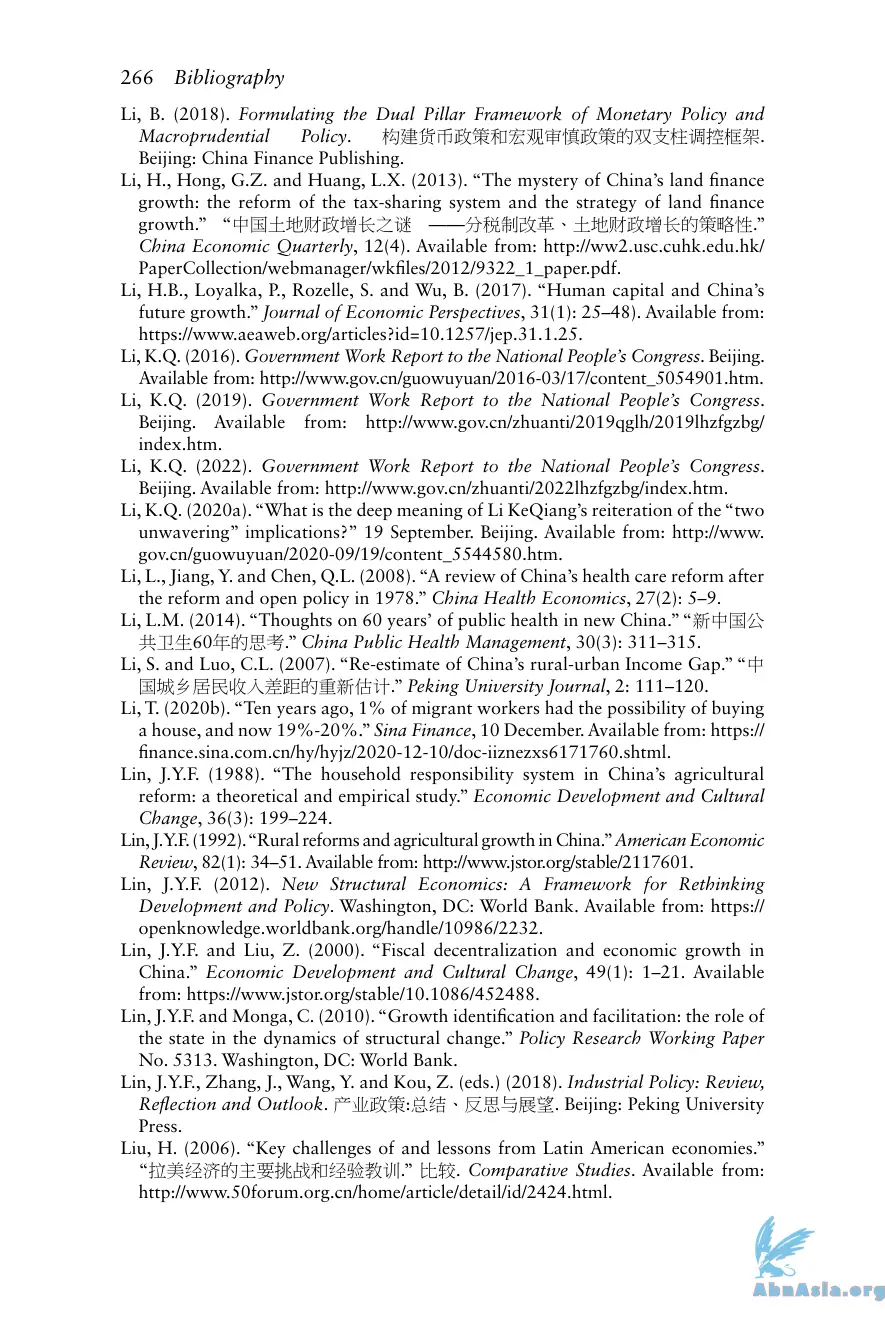 266 Bibliography
Li, B. (2018). Formulating the Dual Pillar Framework of Monetary Policy and
Macroprudential Policy. 构建货币政策和宏观审慎政策的双支柱调控框架.
Beijing: China Finance Publishing.
Li, H., Hong, G.Z. and Huang, L.X. (2013). “The mystery of China’s land finance
growth: the reform of the tax-sharing system and the strategy of land finance
growth.” “中国土地财政增长之谜 ——分税制改革、土地财政增长的策略性.”
China Economic Quarterly, 12(4). Available from: http://ww2.usc.cuhk.edu.hk/
PaperCollection/webmanager/wkfiles/2012/9322_1_paper.pdf.
Li, H.B., Loyalka, P., Rozelle, S. and Wu, B. (2017). “Human capital and China’s
future growth.” Journal of Economic Perspectives, 31(1): 25–48). Available from:
https://www.aeaweb.org/articles?id=10.1257/jep.31.1.25.
Li, K.Q. (2016). Government Work Report to the National People’s Congress. Beijing.
Available from: http://www.gov.cn/guowuyuan/2016-03/17/content_5054901.htm.
Li, K.Q. (2019). Government Work Report to the National People’s Congress.
Beijing. Available from: http://www.gov.cn/zhuanti/2019qglh/2019lhzfgzbg/
index.htm.
Li, K.Q. (2022). Government Work Report to the National People’s Congress.
Beijing. Available from: http://www.gov.cn/zhuanti/2022lhzfgzbg/index.htm.
Li, K.Q. (2020a). “What is the deep meaning of Li KeQiang’s reiteration of the “two
unwavering” implications?” 19 September. Beijing. Available from: http://www.
gov.cn/guowuyuan/2020-09/19/content_5544580.htm.
Li, L., Jiang, Y. and Chen, Q.L. (2008). “A review of China’s health care reform after
the reform and open policy in 1978.” China Health Economics, 27(2): 5–9.
Li, L.M. (2014). “Thoughts on 60 years’ of public health in new China.” “新中国公
共卫生60年的思考.” China Public Health Management, 30(3): 311–315.
Li, S. and Luo, C.L. (2007). “Re-estimate of China’s rural-urban Income Gap.” “中
国城乡居民收入差距的重新估计.” Peking University Journal, 2: 111–120.
Li, T. (2020b). “Ten years ago, 1% of migrant workers had the possibility of buying
a house, and now 19%-20%.” Sina Finance, 10 December. Available from: https://
finance.sina.com.cn/hy/hyjz/2020-12-10/doc-iiznezxs6171760.shtml.
Lin, J.Y.F. (1988). “The household responsibility system in China’s agricultural
reform: a theoretical and empirical study.” Economic Development and Cultural
Change, 36(3): 199–224.
Lin, J.Y.F. (1992). “Rural reforms and agricultural growth in China.” American Economic
Review, 82(1): 34–51. Available from: http://www.jstor.org/stable/2117601.
Lin, J.Y.F. (2012). New Structural Economics: A Framework for Rethinking
Development and Policy. Washington, DC: World Bank. Available from: https://
openknowledge.worldbank.org/handle/10986/2232.
Lin, J.Y.F. and Liu, Z. (2000). “Fiscal decentralization and economic growth in
China.” Economic Development and Cultural Change, 49(1): 1–21. Available
from: https://www.jstor.org/stable/10.1086/452488.
Lin, J.Y.F. and Monga, C. (2010). “Growth identification and facilitation: the role of
the state in the dynamics of structural change.” Policy Research Working Paper
No. 5313. Washington, DC: World Bank.
Lin, J.Y.F., Zhang, J., Wang, Y. and Kou, Z. (eds.) (2018). Industrial Policy: Review,
Reflection and Outlook. 产业政策:总结、反思与展望. Beijing: Peking University
Press.
Liu, H. (2006). “Key challenges of and lessons from Latin American economies.”
“拉美经济的主要挑战和经验教训.” 比较. Comparative Studies. Available from:
http://www.50forum.org.cn/home/article/detail/id/2424.html.
AbnAsia.org